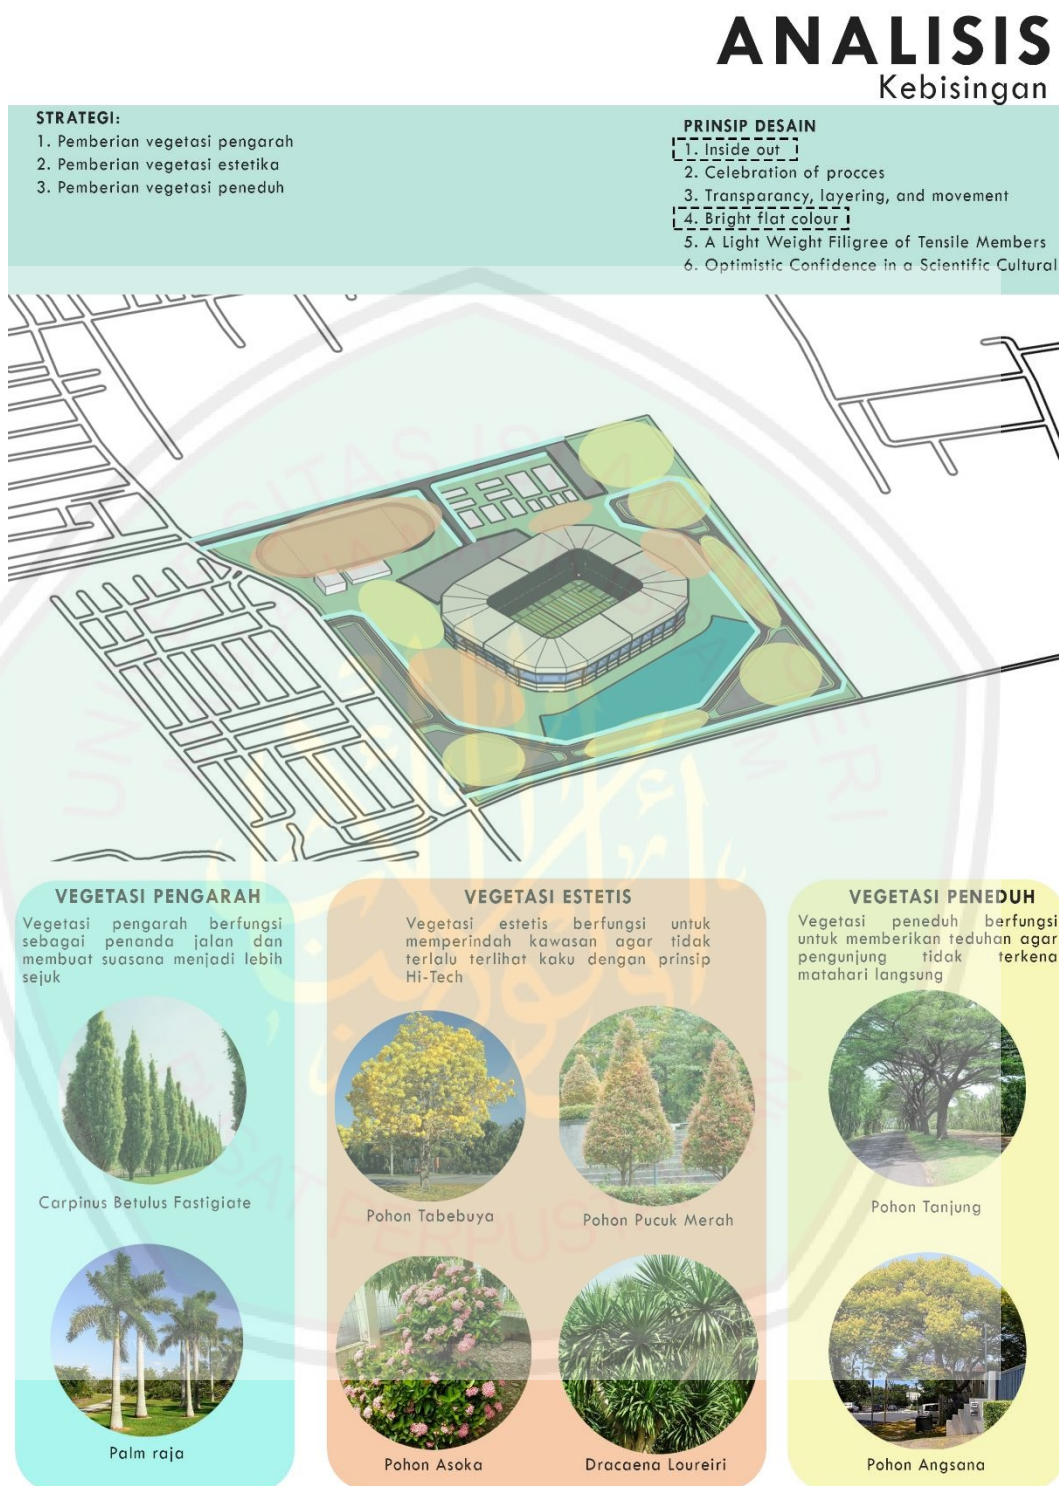 ANALISIS
Kebisingan
STRATEGI:
1. Pemberian vegetasi pengarah
2. Pemberian vegetasi estetika
3. Pemberian vegetasi peneduh
PRINSIP DESAIN
1. Inside out
2. Celebration of procces
3. Transparancy, layering, and movement
4. Bright flat colour
5. A Light Weight Filigree of Tensile Members
6. Optimistic Confidence in a Scientific Cultural
VEGETASI PENGARAH
Vegetasi pengarah berfungsi
sebagai penanda jalan dan
membuat suasana menjadi lebih
sejuk
Carpinus Betulus Fastigiate
Palm raja
VEGETASI ESTETIS
Vegetasi estetis berfungsi untuk
memperindah kawasan agar tidak
terlalu terlihat kaku dengan prinsip
Hi-Tech
Pohon Tabebuya
Pohon Pucuk Merah
Pohon Asoka
Dracaena Loureiri
VEGETASI PENEDUH
Vegetasi peneduh berfungsi
untuk memberikan teduhan agar
pengunjung tidak terkena
matahari langsung
Pohon Tanjung
Pohon Angsana